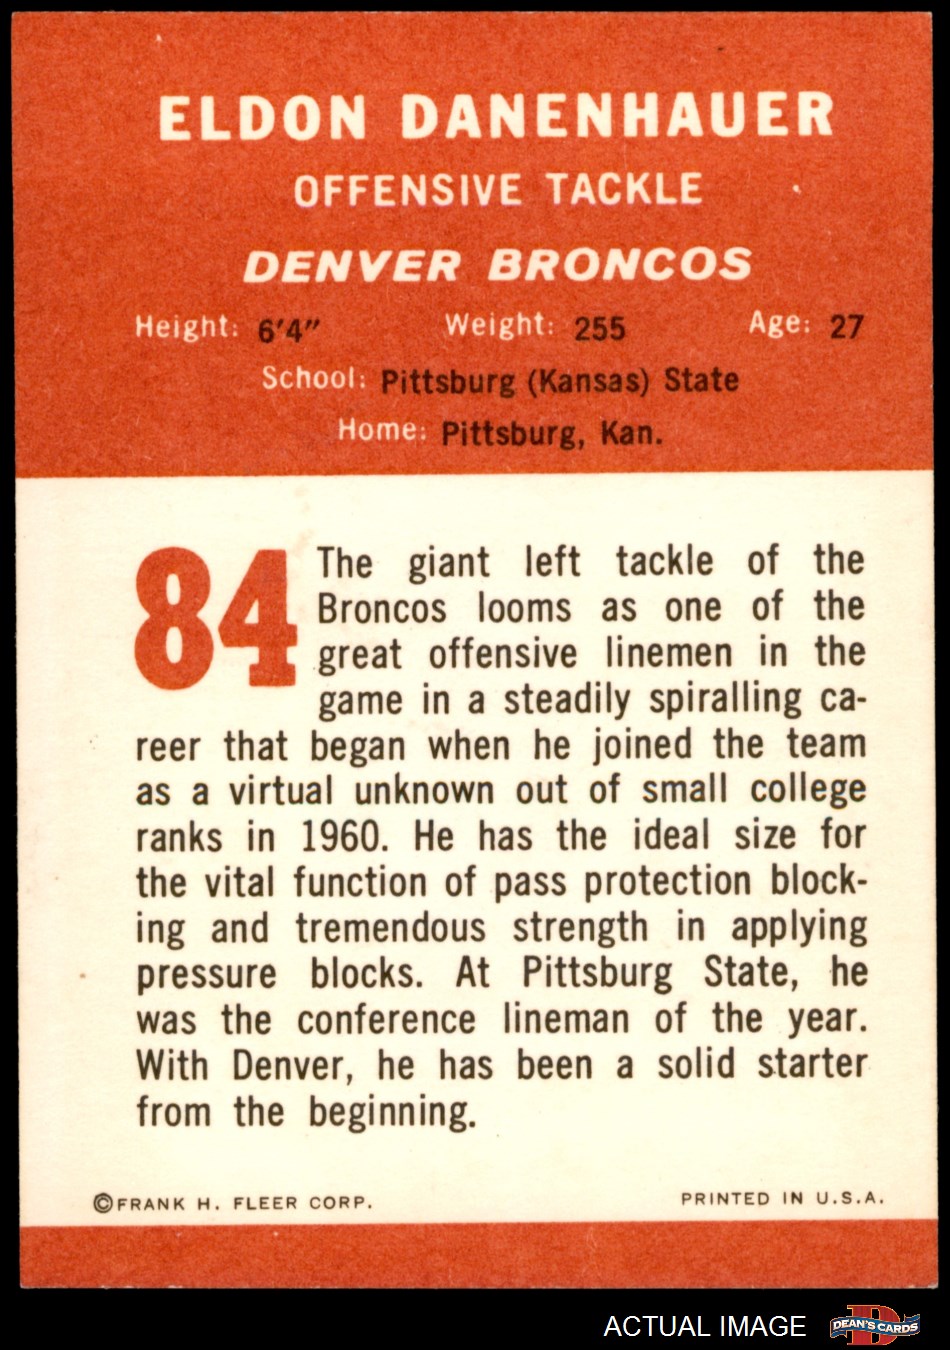 ELDON DANENHAUER
OFFENSIVE TACKLE
DENVER BRONCOS
Height: 6'4" Weight: 255 Age: 27
School: Pittsburg (Kansas) State
Home: Pittsburg, Kan.
84
The giant left tackle of the
Broncos looms as one of the
great offensive linemen in the
game in a steadily spiralling ca-
reer that began when he joined the team
as a virtual unknown out of small college
ranks in 1960. He has the ideal size for
the vital function of pass protection block-
ing and tremendous strength in applying
pressure blocks. At Pittsburg State, he
was the conference lineman of the year.
With Denver, he has been a solid starter
from the beginning.
©FRANK H. FLEER CORP. PRINTED IN U.S.A.
ACTUAL IMAGE D DEAN'S CARDS